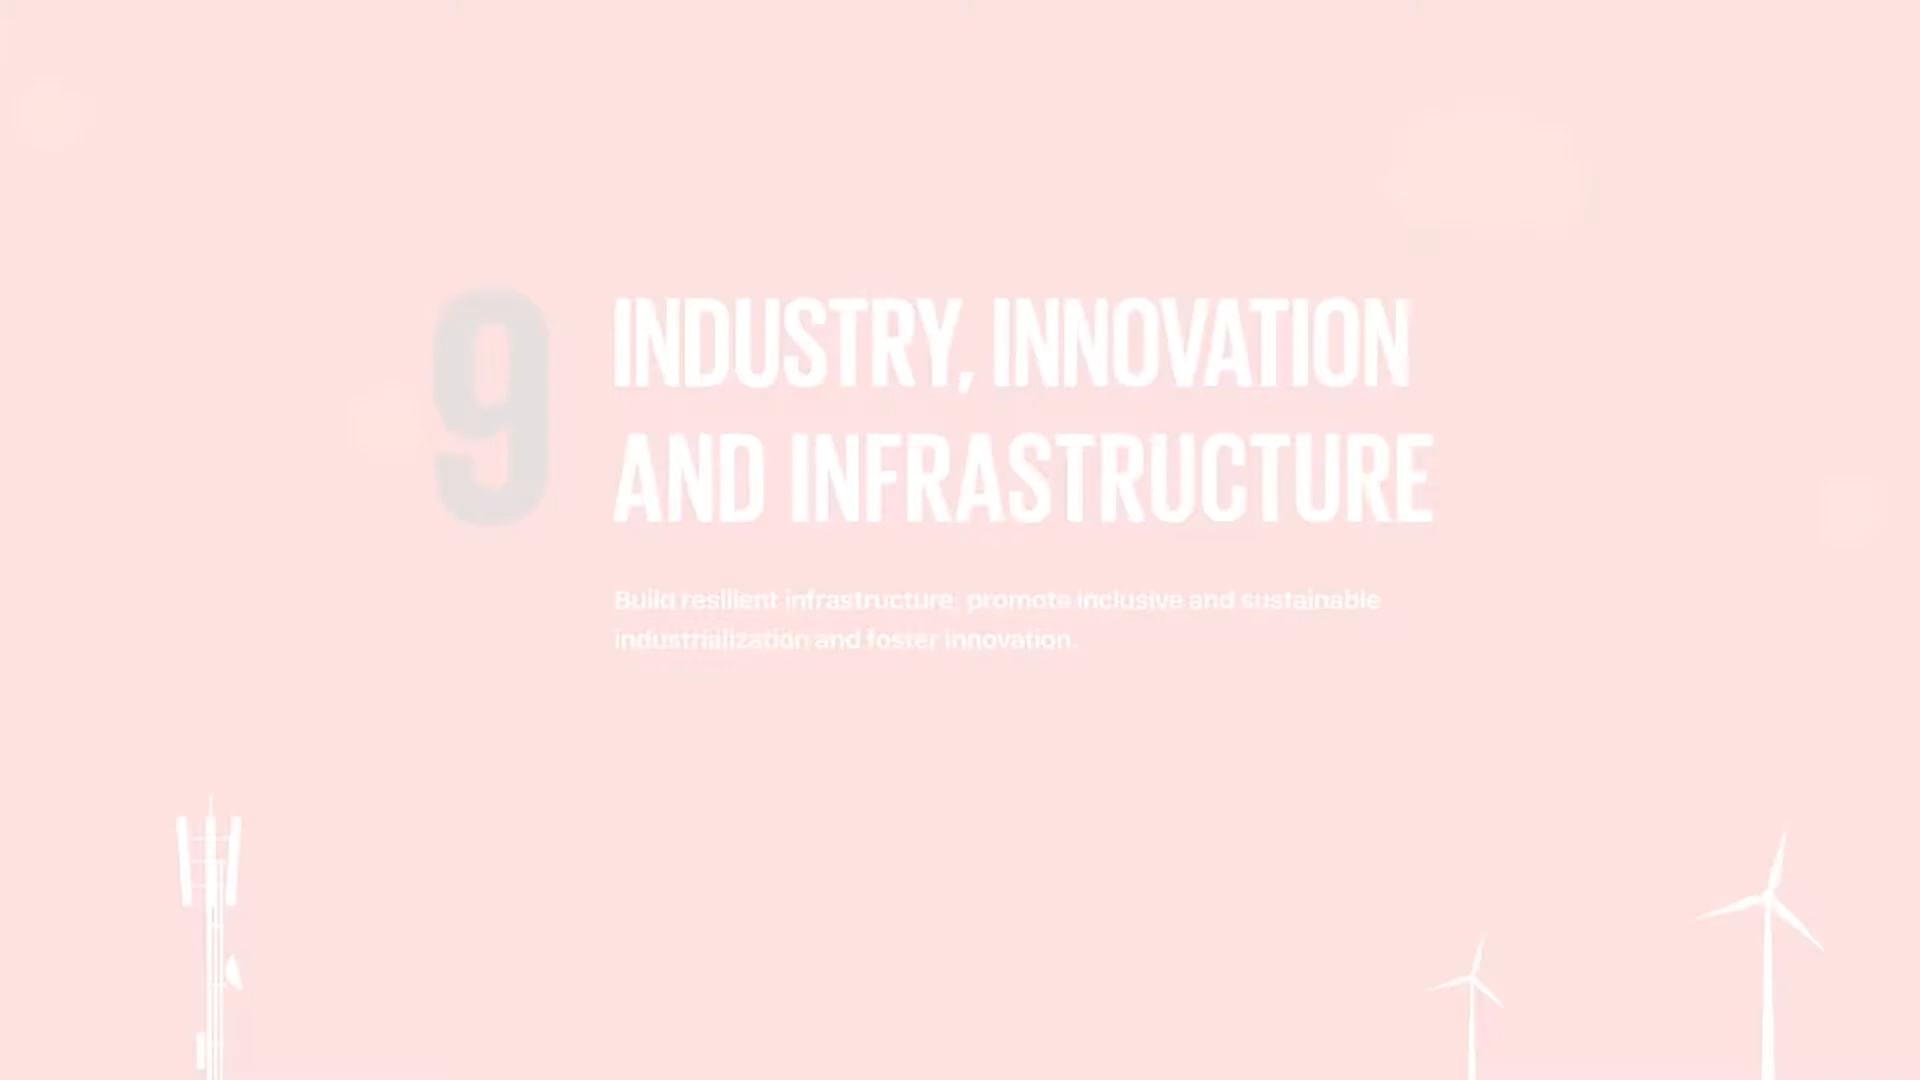 9
INDUSTRY, INNOVATION
AND INFRASTRUCTURE
Build resilient infrastructure, promote inclusive and sustainable
industrialization and foster innovation.